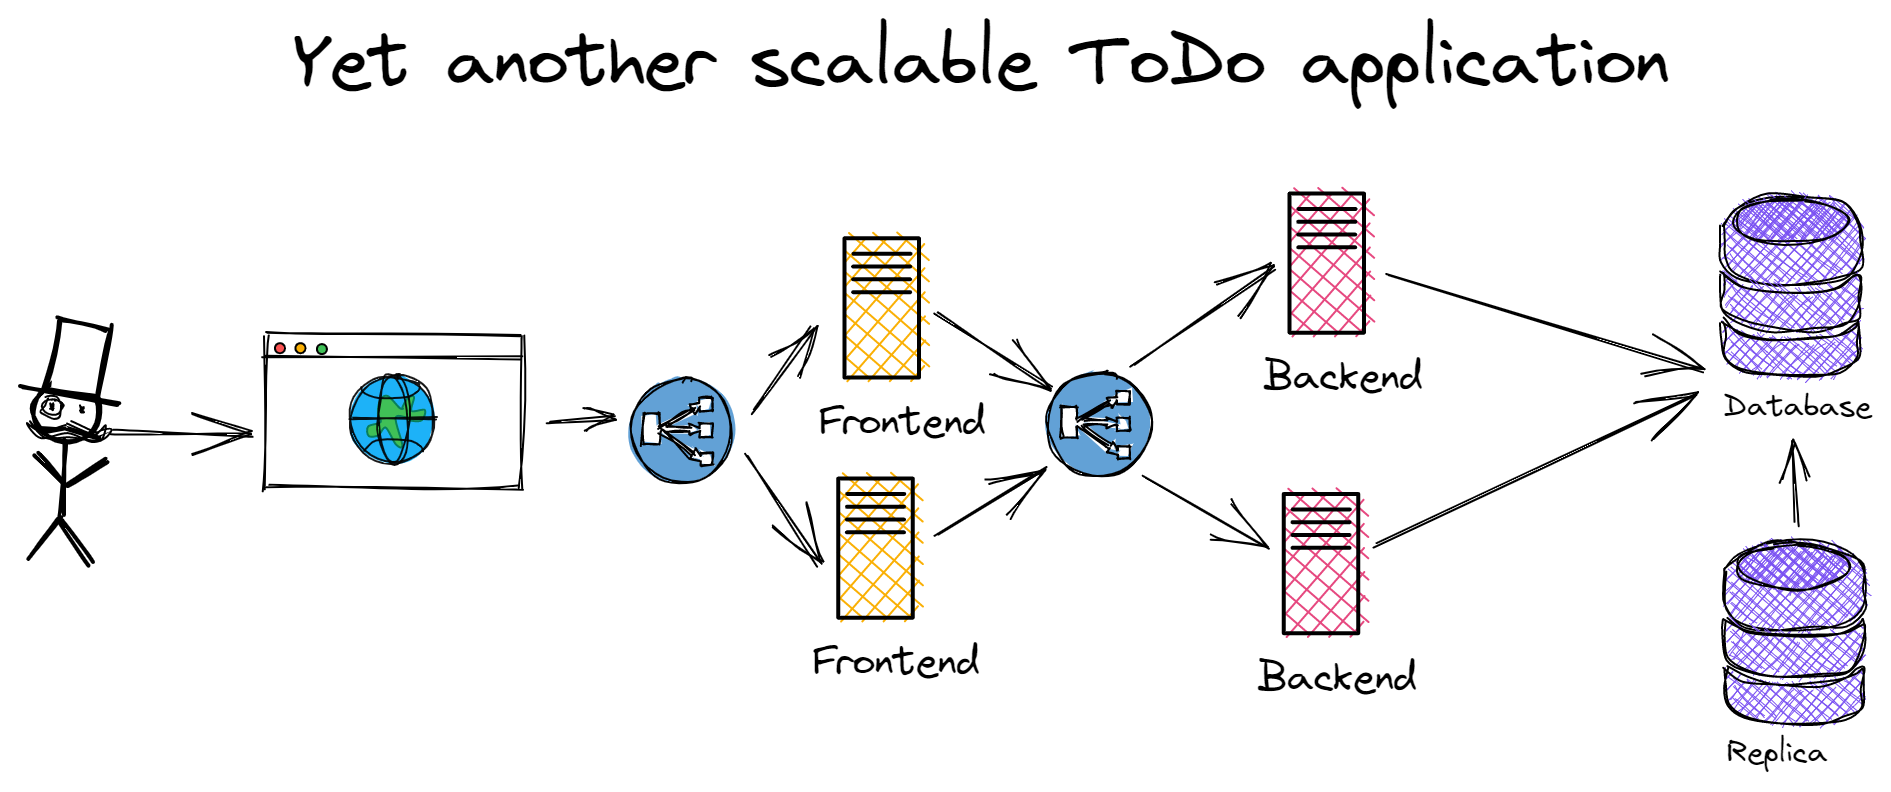 Yet another scalable ToDo application
Frontend
Frontend
Backend
Backend
Database
Replica